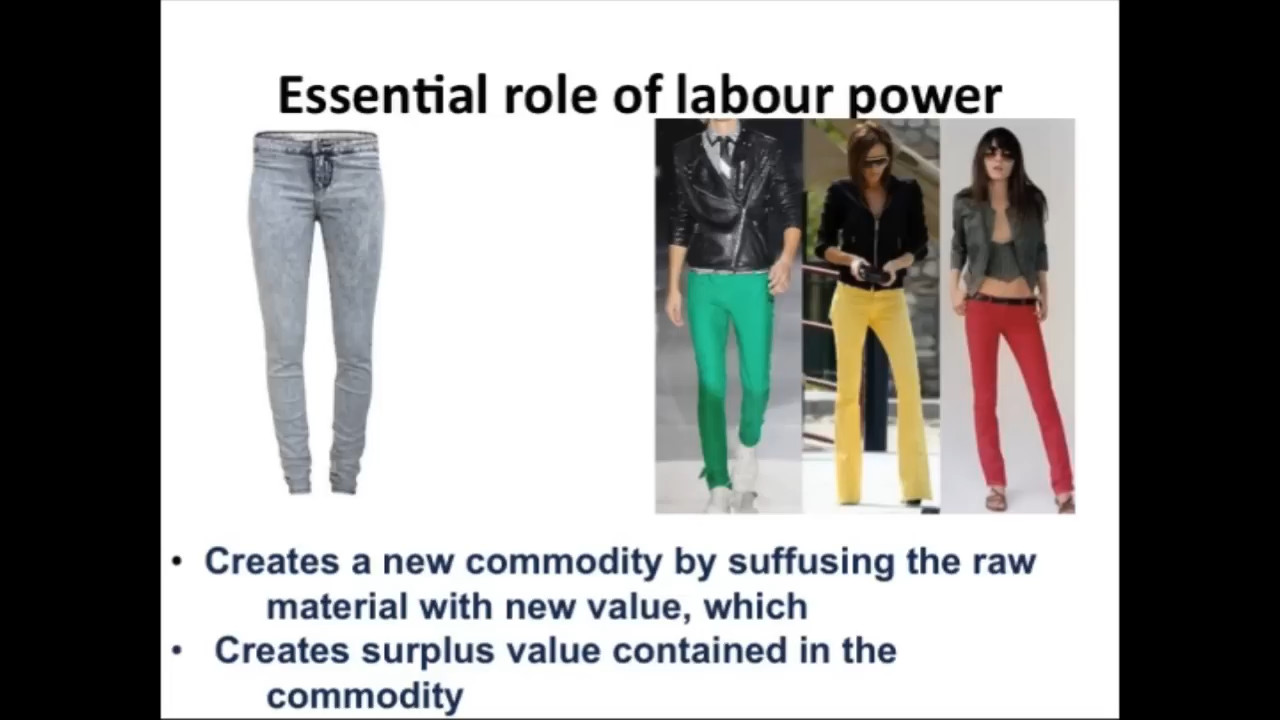 Essential role of labour power
• Creates a new commodity by suffusing the raw
material with new value, which
• Creates surplus value contained in the
commodity